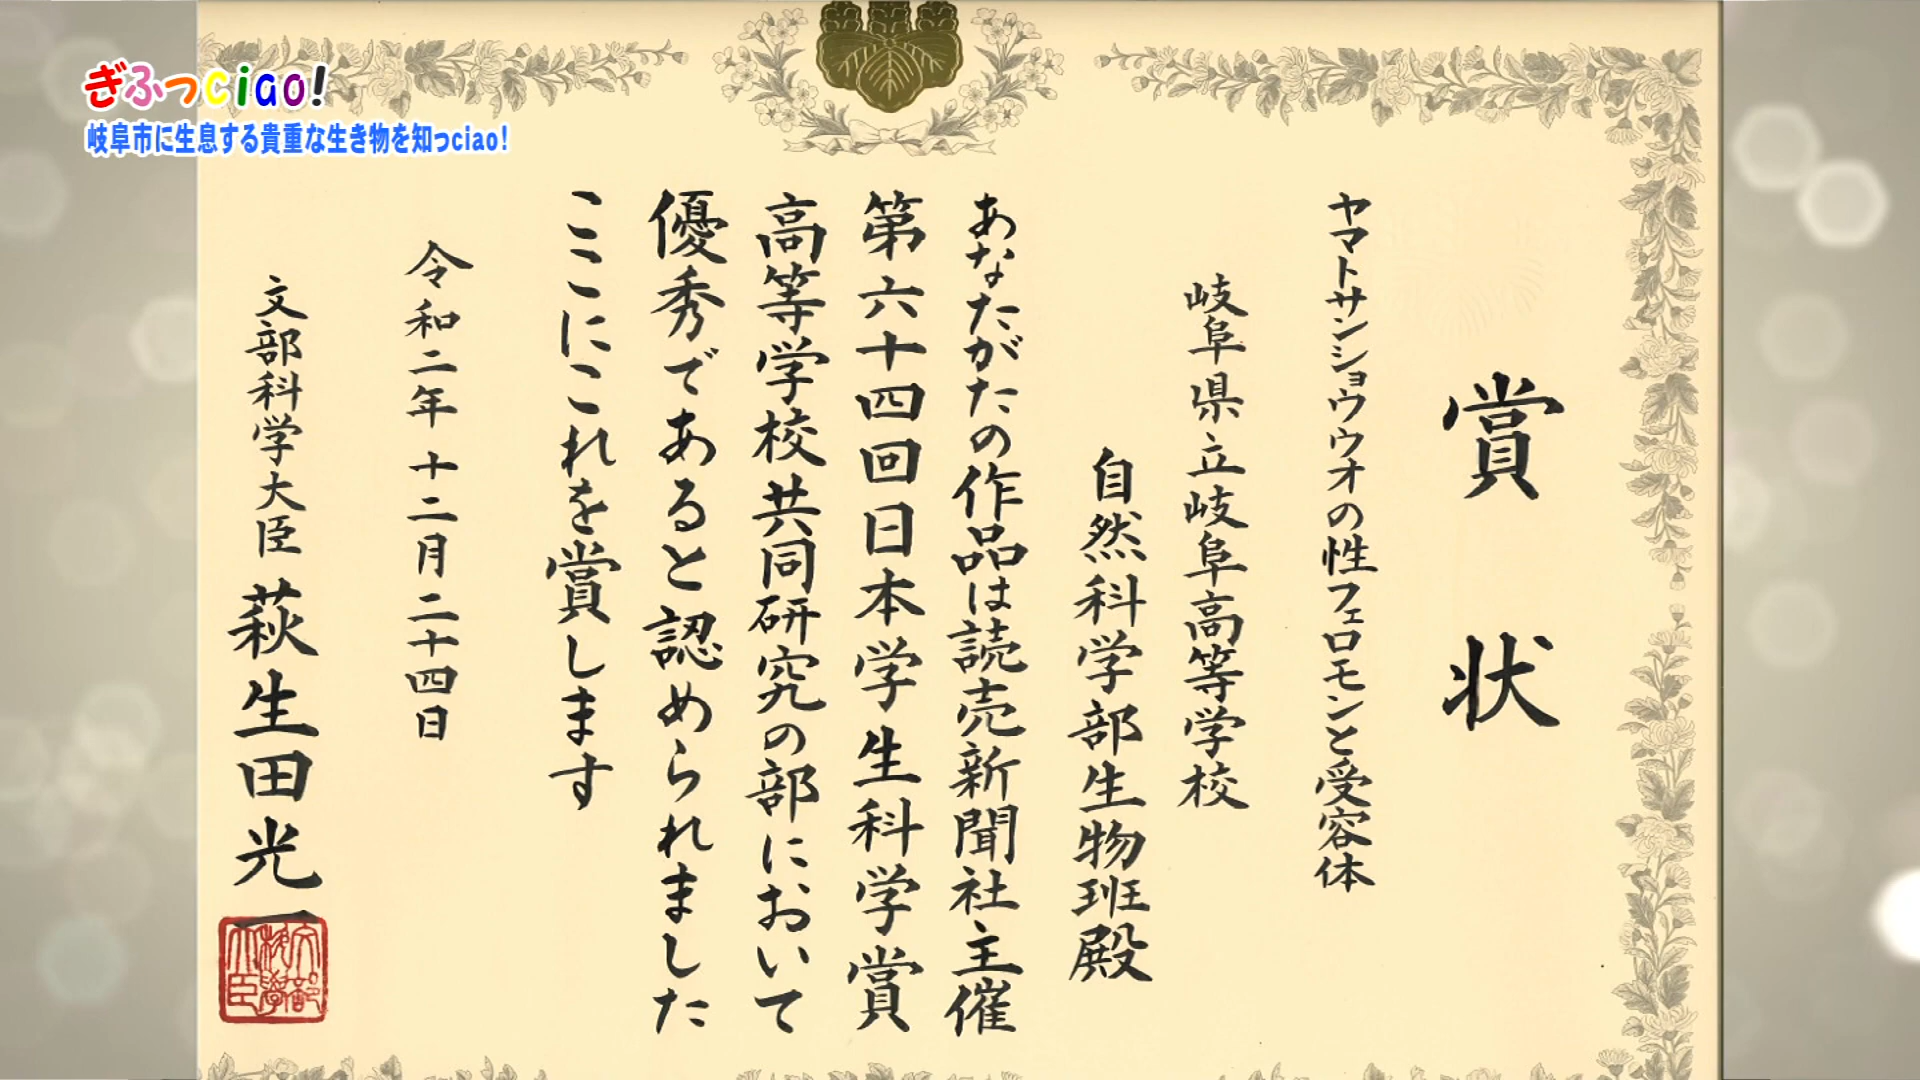 ぎふっciao!
岐阜市に生息する貴重な生き物を知っciao!
賞状
ヤマトサンショウウオの性フェロモンと受容体
岐阜県立岐阜高等学校
自然科学部生物班殿
あなたがたの作品は読売新聞社主催
第六十四回日本学生科学賞
高等学校共同研究の部において
優秀であると認められました
ここにこれを賞します
令和二年十二月二十四日
文部科学大臣 萩生田光一
文部科学大臣